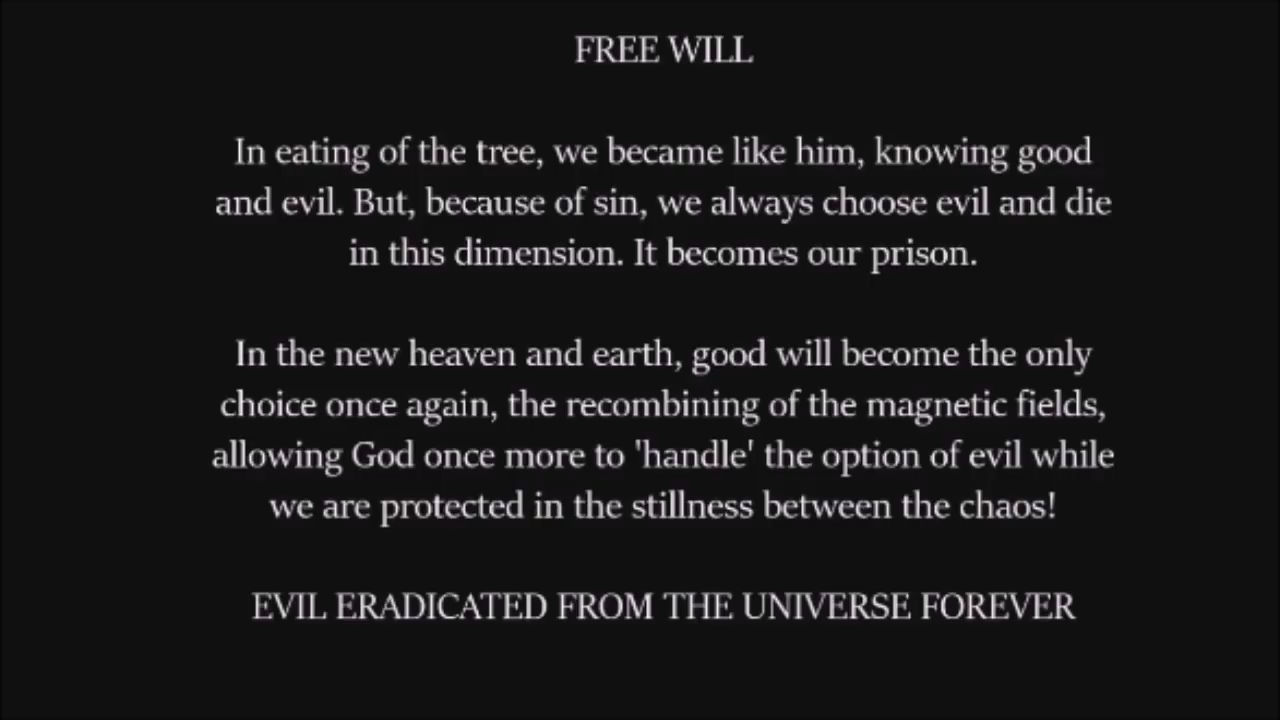 FREE WILL
In eating of the tree, we became like him, knowing good
and evil. But, because of sin, we always choose evil and die
in this dimension. It becomes our prison.
In the new heaven and earth, good will become the only
choice once again, the recombining of the magnetic fields,
allowing God once more to 'handle' the option of evil while
we are protected in the stillness between the chaos!
EVIL ERADICATED FROM THE UNIVERSE FOREVER